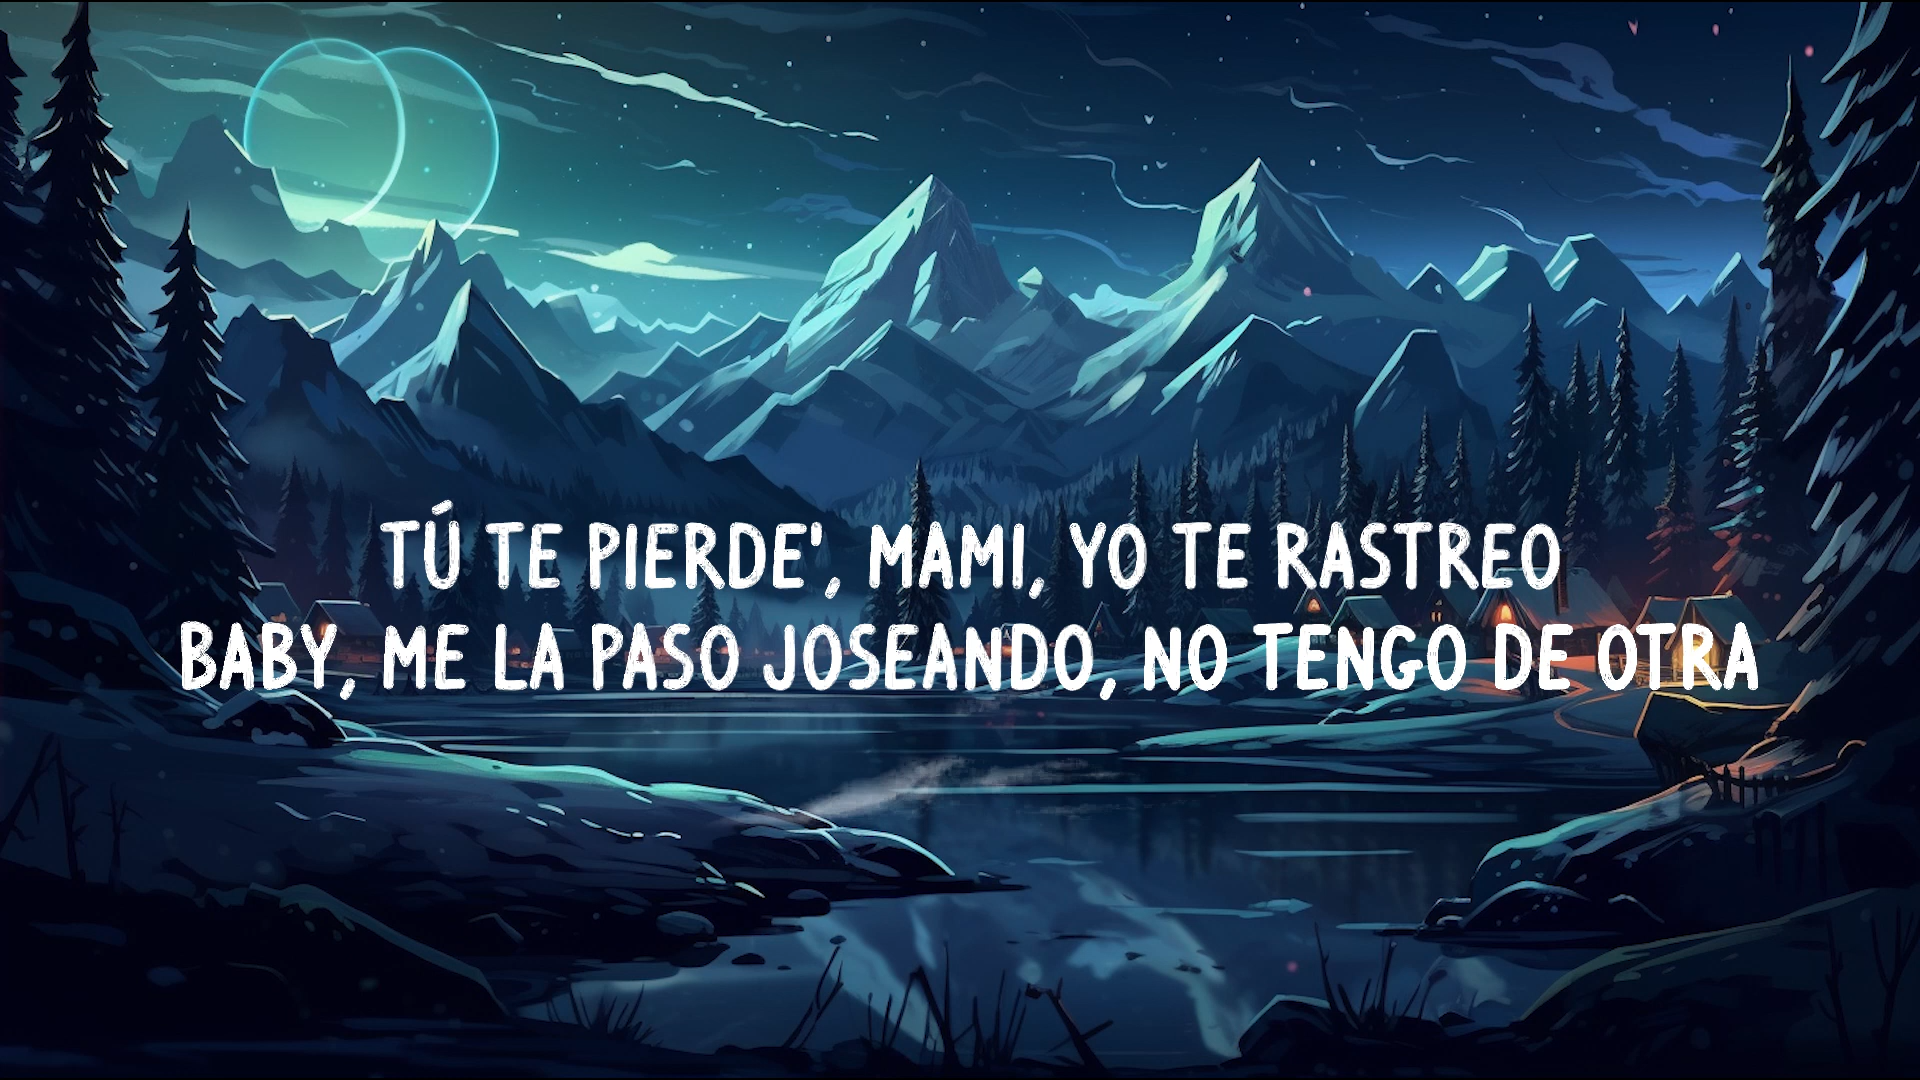 TÚ TE PIERDE', MAMI, YO TE RASTREO
BABY, ME LA PASO JOSEANDO, NO TENGO DE OTRA